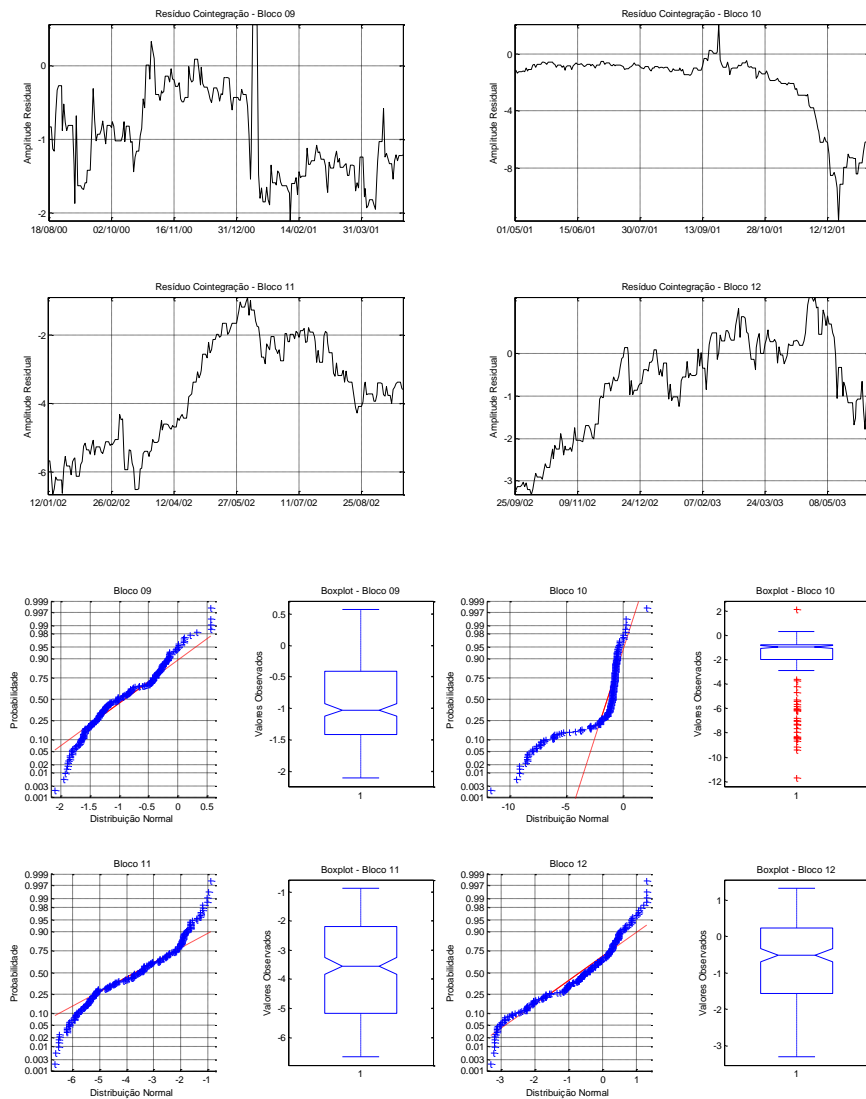 Resíduo Cointegração - Bloco 09
Amplitude Residual
0
-1
-2
18/08/00 02/10/00 16/11/00 31/12/00 14/02/01 31/03/01
Resíduo Cointegração - Bloco 10
Amplitude Residual
0
-4
-8
01/05/01 15/06/01 30/07/01 13/09/01 28/10/01 12/12/01
Resíduo Cointegração - Bloco 11
Amplitude Residual
-2
-4
-6
12/01/02 26/02/02 12/04/02 27/05/02 11/07/02 25/08/02
Resíduo Cointegração - Bloco 12
Amplitude Residual
0
-1
-2
-3
25/09/02 09/11/02 24/12/02 07/02/03 24/03/03 08/05/03
Bloco 09
Probabilidade
0.999
0.997
0.99
0.98
0.95
0.90
0.75
0.50
0.25
0.10
0.05
0.02
0.01
0.003
0.001
-2 -1.5 -1 -0.5 0 0.5
Distribuição Normal
Boxplot - Bloco 09
Valores Observados
0.5
0
-0.5
-1
-1.5
-2
1
Bloco 10
Probabilidade
0.999
0.997
0.99
0.98
0.95
0.90
0.75
0.50
0.25
0.10
0.05
0.02
0.01
0.003
0.001
-10 -5 0
Distribuição Normal
Boxplot - Bloco 10
Valores Observados
2
0
-2
-4
-6
-8
-10
-12
1
Bloco 11
Probabilidade
0.999
0.997
0.99
0.98
0.95
0.90
0.75
0.50
0.25
0.10
0.05
0.02
0.01
0.003
0.001
-6 -5 -4 -3 -2 -1
Distribuição Normal
Boxplot - Bloco 11
Valores Observados
-1
-2
-3
-4
-5
-6
1
Bloco 12
Probabilidade
0.999
0.997
0.99
0.98
0.95
0.90
0.75
0.50
0.25
0.10
0.05
0.02
0.01
0.003
0.001
-3 -2 -1 0 1
Distribuição Normal
Boxplot - Bloco 12
Valores Observados
1
0
-1
-2
-3
1